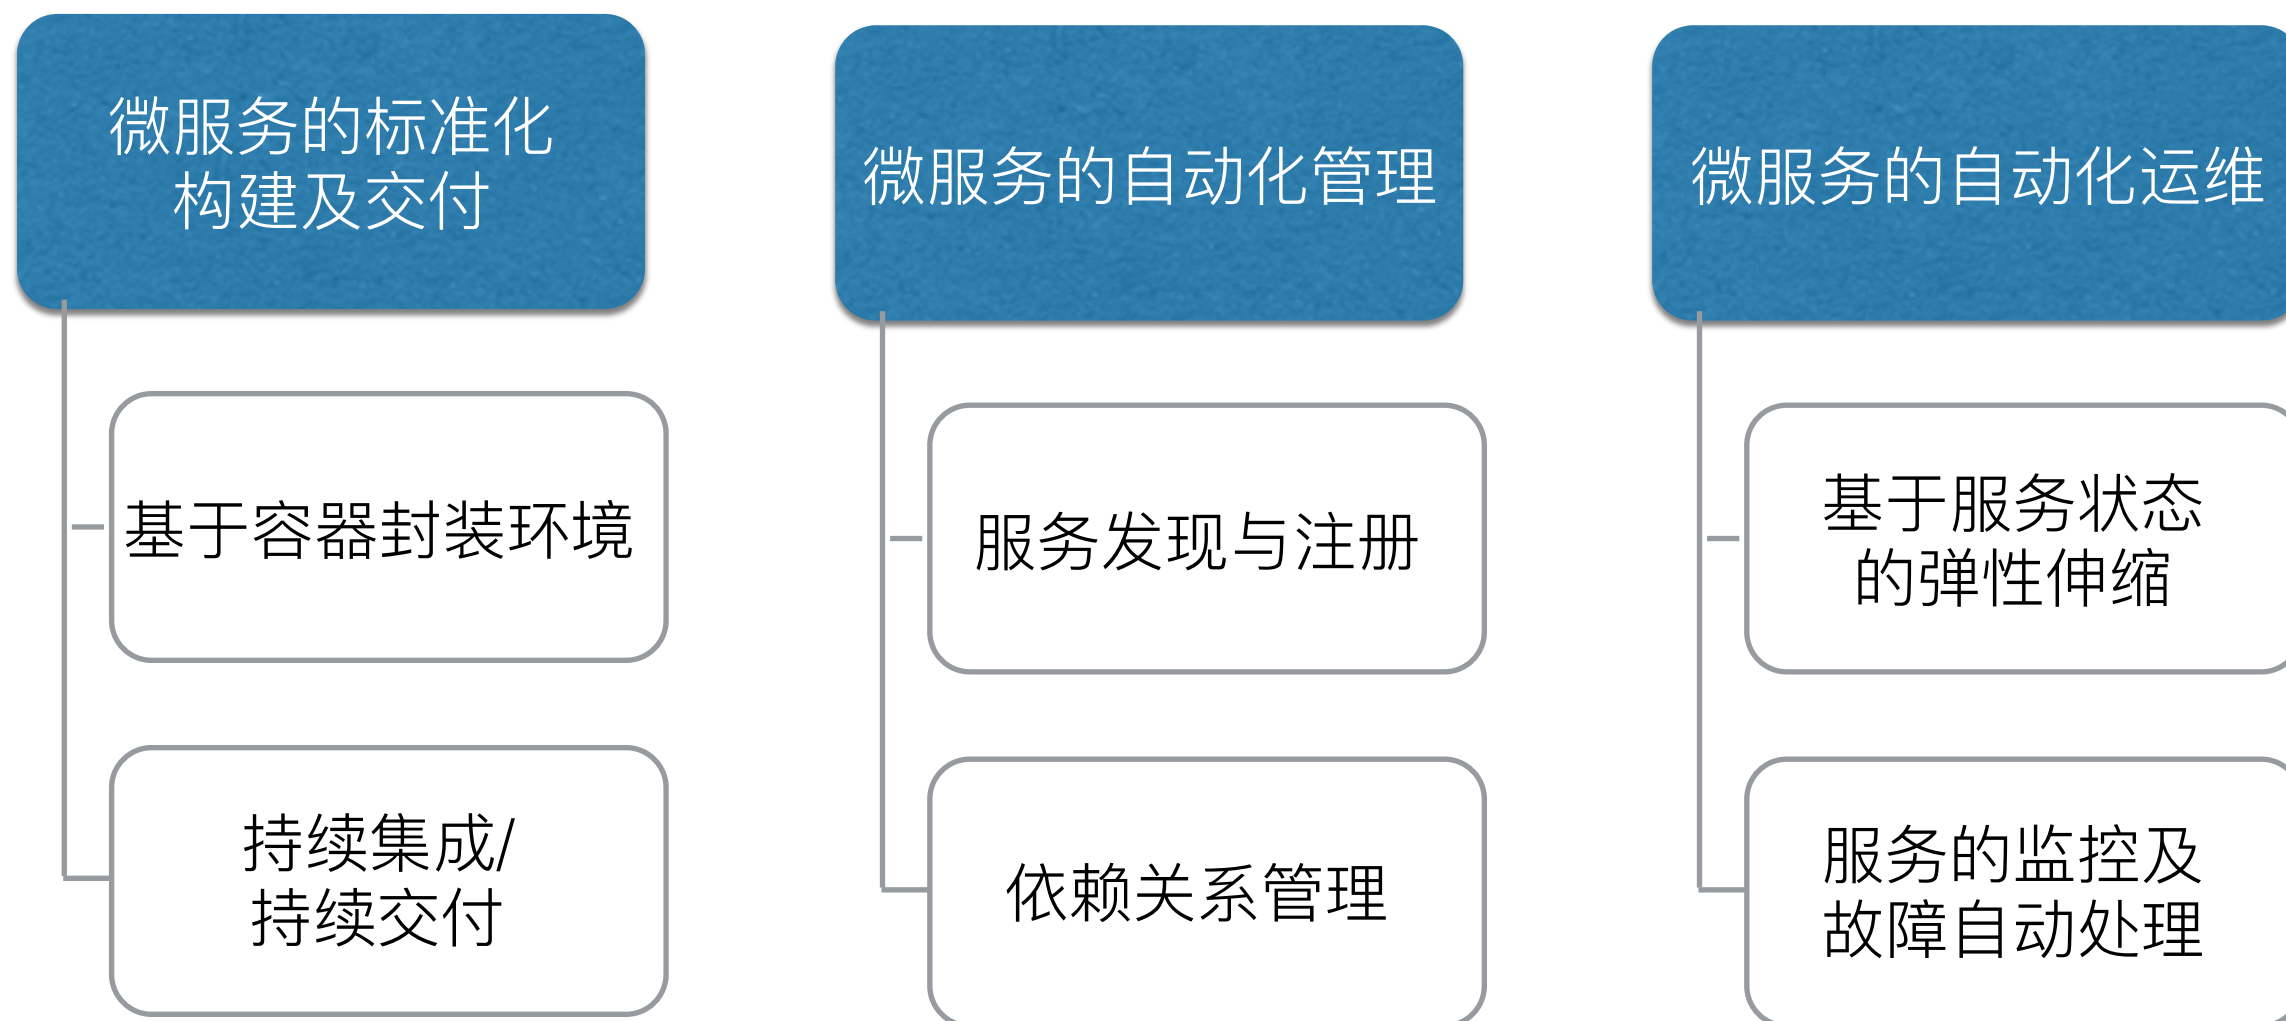 微服务的标准化
构建及交付
基于容器封装环境
持续集成/
持续交付
微服务的自动化管理
服务发现与注册
依赖关系管理
微服务的自动化运维
基于服务状态
的弹性伸缩
服务的监控及
故障自动处理